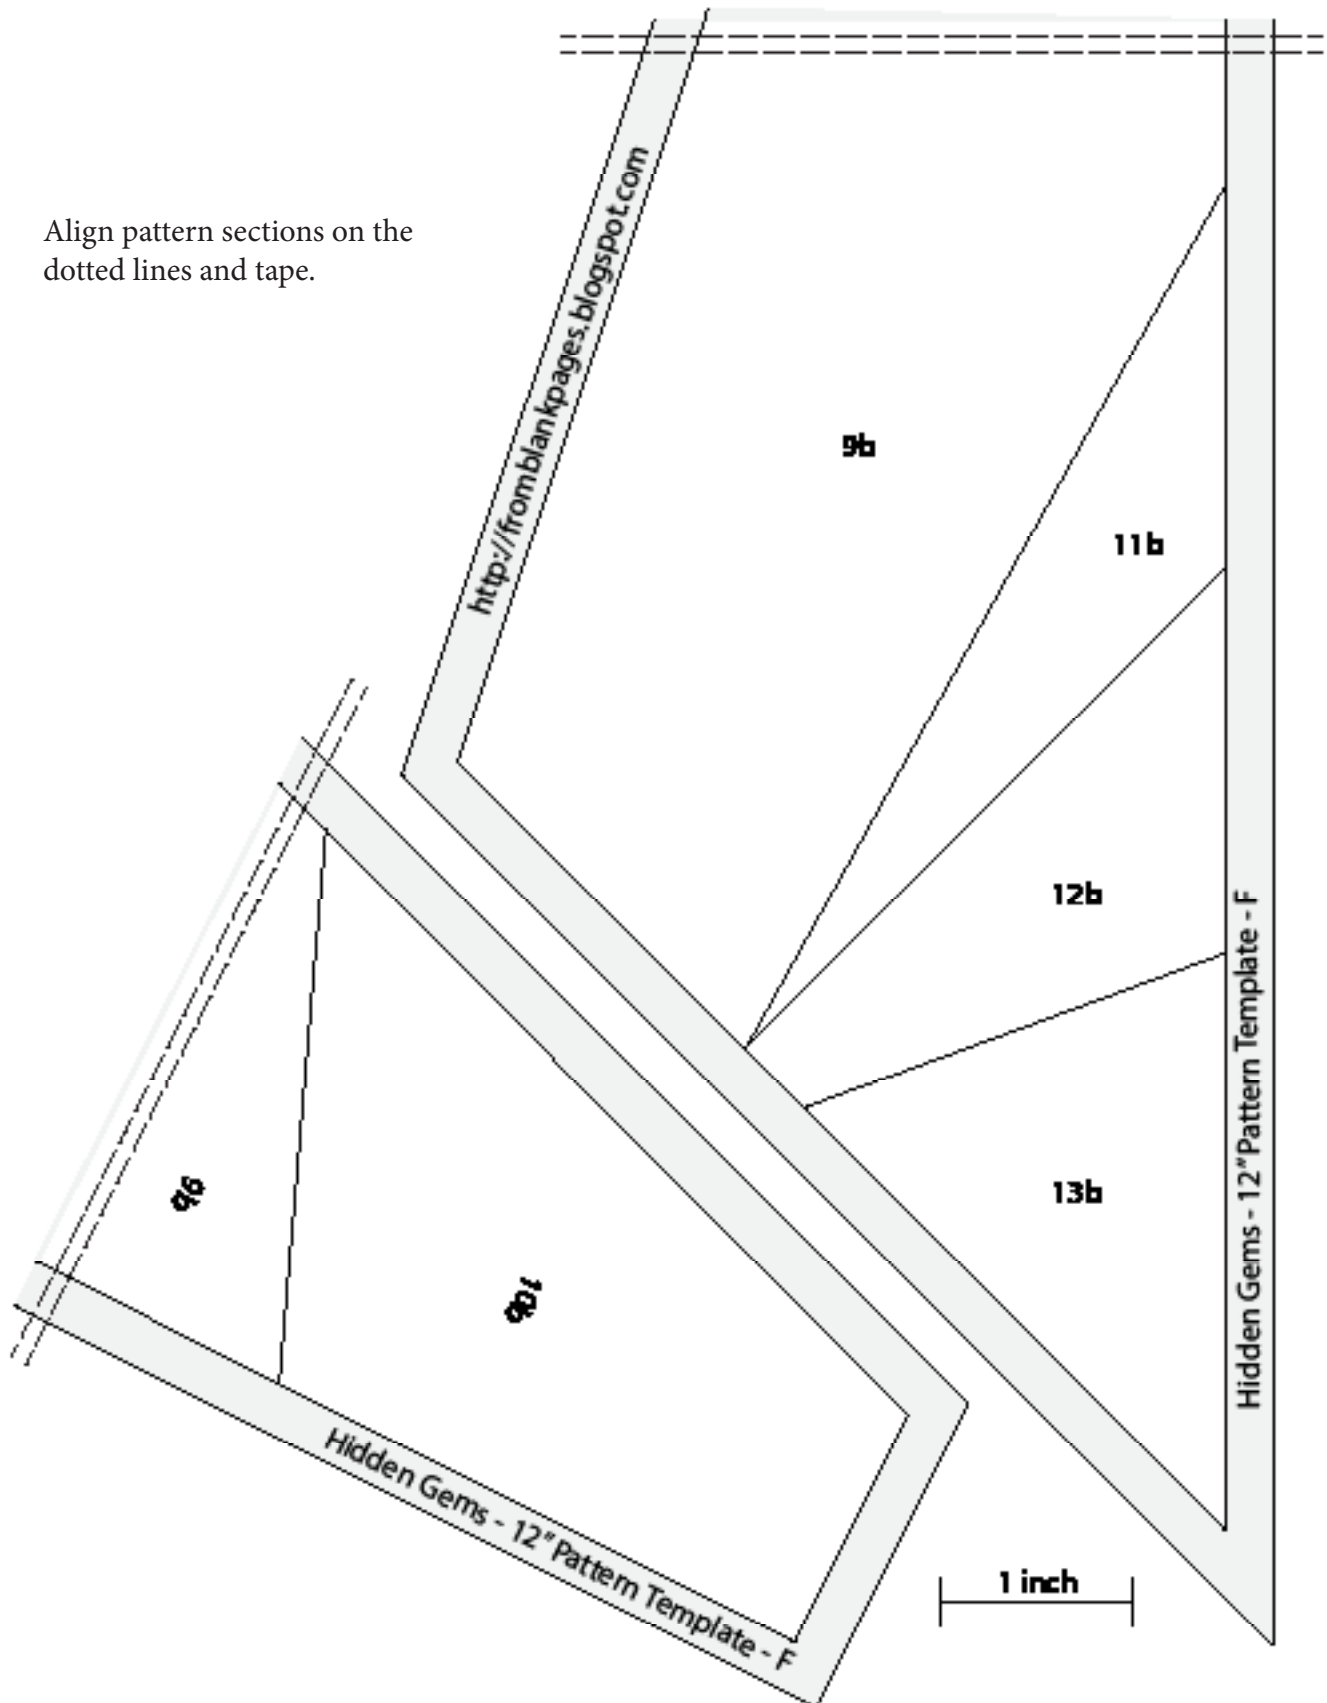 Align pattern sections on the
dotted lines and tape.
http://fromblankpages.blogspot.com
9b
11b
12b
13b
Hidden Gems - 12" Pattern Template - F
9b
10b
Hidden Gems - 12" Pattern Template - F
1 inch